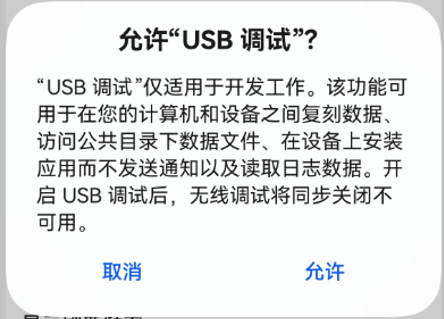 允许“USB 调试”？
“USB 调试”仅适用于开发工作。该功能可
用于在您的计算机和设备之间复刻数据、
访问公共目录下数据文件、在设备上安装
应用而不发送通知以及读取日志数据。开
启 USB 调试后，无线调试将同步关闭不
可用。
取消 允许